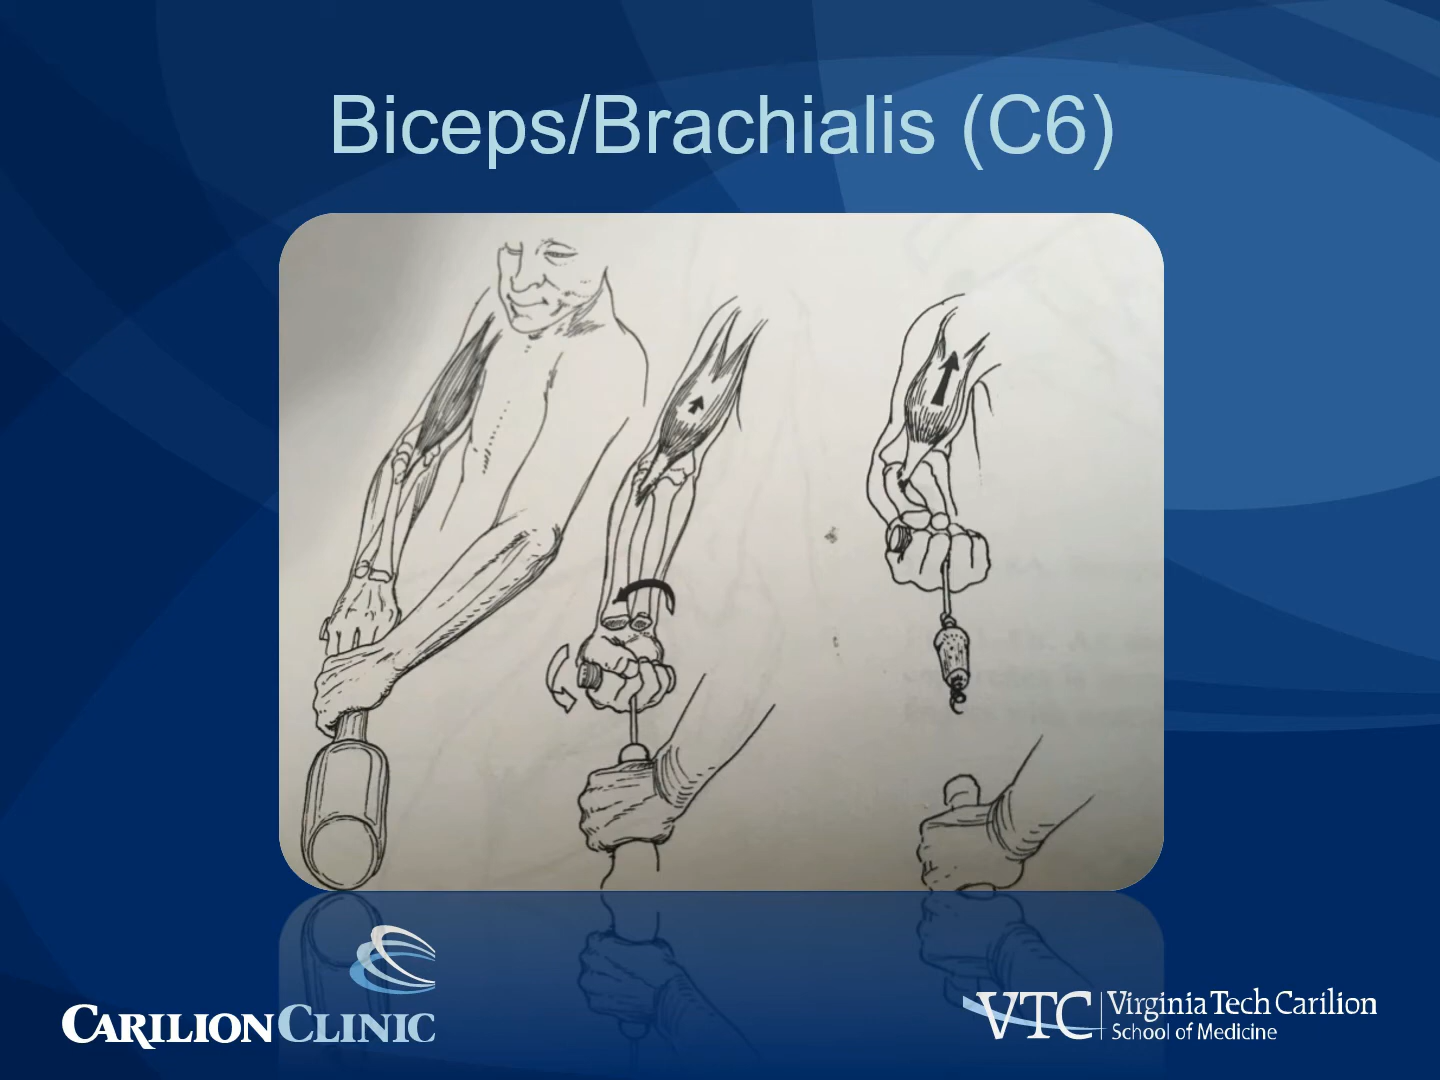 Biceps/Brachialis (C6)
CARILION CLINIC
VTC
Virginia Tech Carilion
School of Medicine